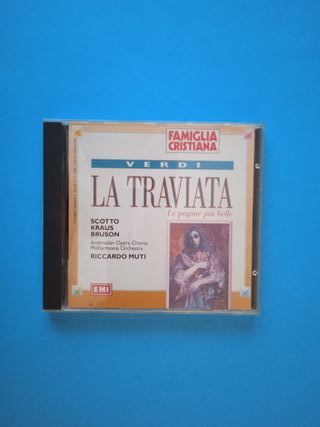 FAMIGLIA
CRISTIANA
VERDI
LA TRAVIATA
Le pagine più belle
SCOTTO
KRAUS
BRUSON
Ambrosian Opera Chorus
Philharmonia Orchestra
RICCARDO MUTI
EMI